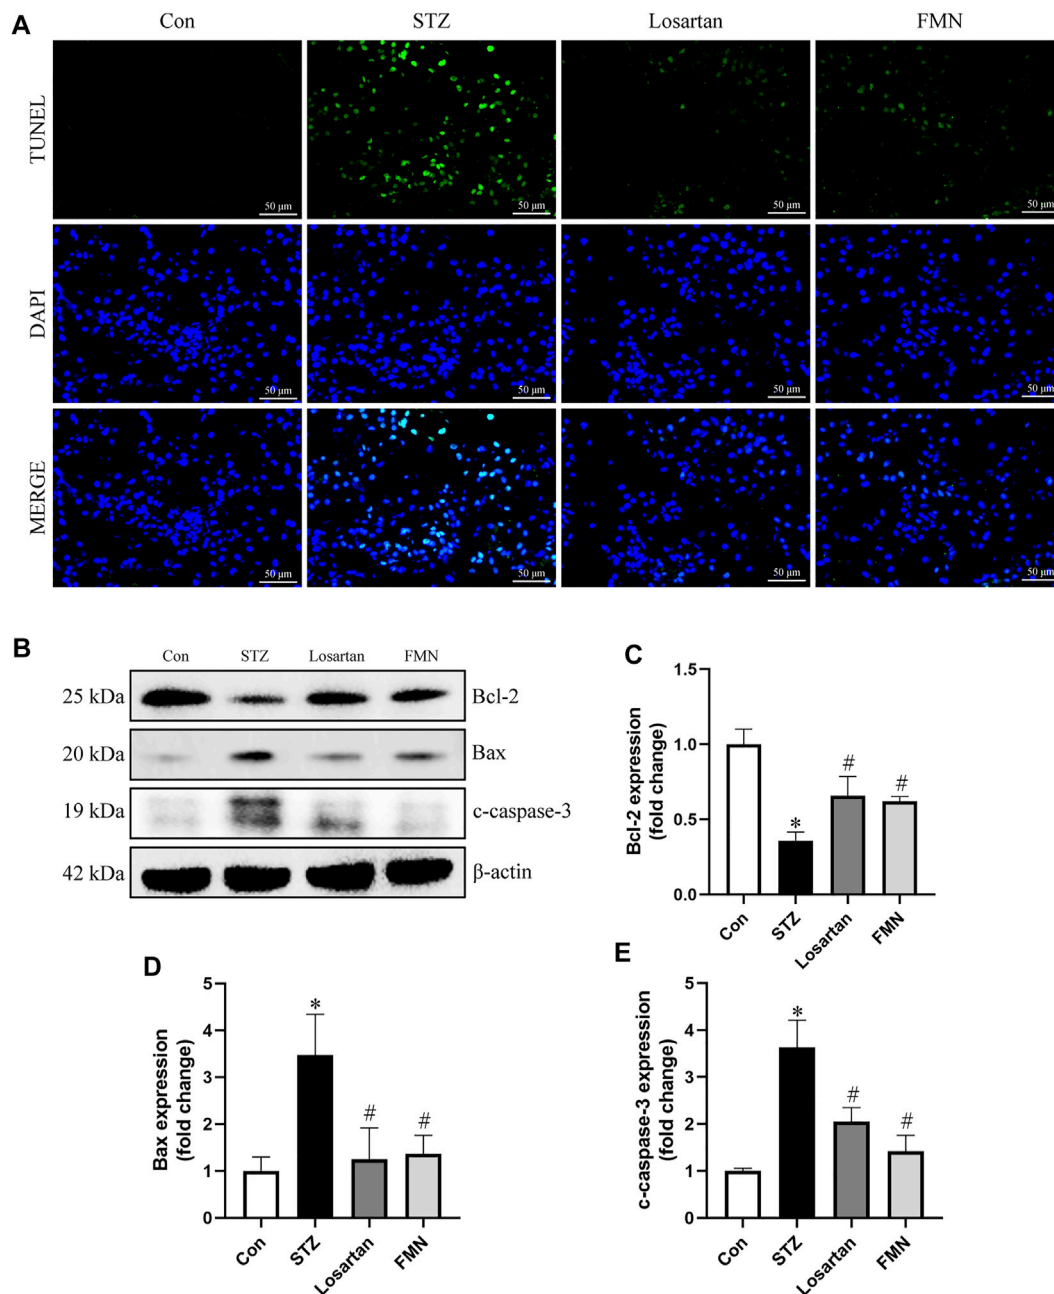 A
Con STZ Losartan FMN
TUNEL
50 μm 50 μm 50 μm 50 μm
DAPI
50 μm 50 μm 50 μm 50 μm
MERGE
50 μm 50 μm 50 μm 50 μm
B
Con STZ Losartan FMN
25 kDa Bcl-2
20 kDa Bax
19 kDa c-caspase-3
42 kDa β-actin
C
Bcl-2 expression
(fold change)
1.5
1.0
0.5
0.0
* # #
Con STZ Losartan FMN
D
Bax expression
(fold change)
5
4
3
2
1
0
* # #
Con STZ Losartan FMN
E
c-caspase-3 expression
(fold change)
5
4
3
2
1
0
* # #
Con STZ Losartan FMN